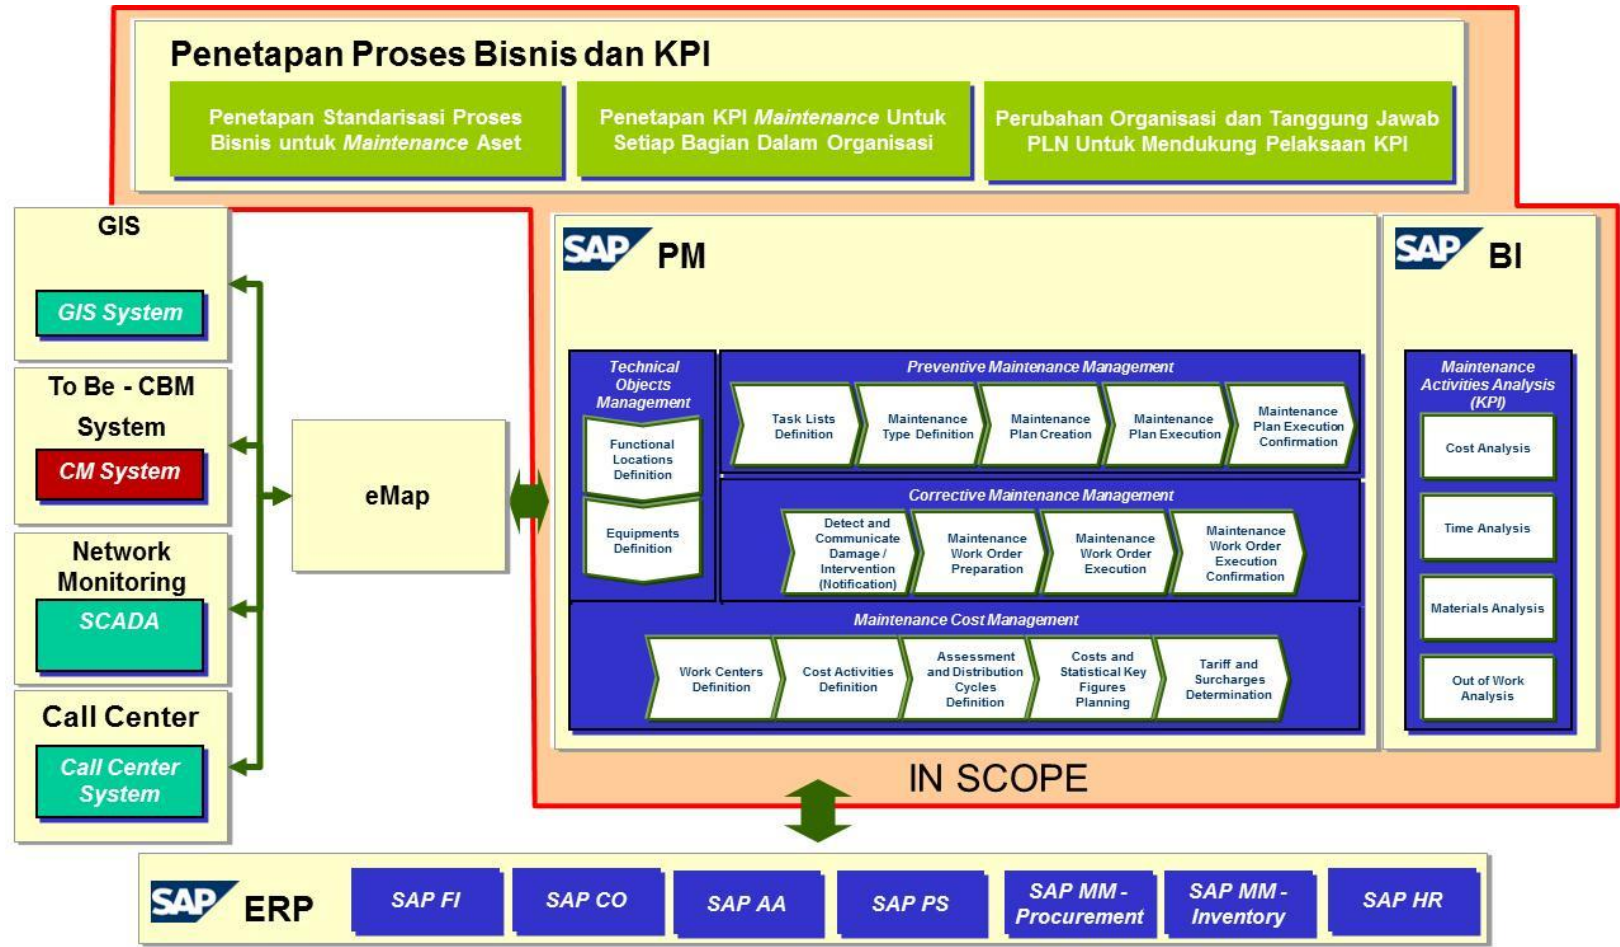 Penetapan Proses Bisnis dan KPI
Penetapan Standarisasi Proses
Bisnis untuk Maintenance Aset
Penetapan KPI Maintenance Untuk
Setiap Bagian Dalam Organisasi
Perubahan Organisasi dan Tanggung Jawab
PLN Untuk Mendukung Pelaksaan KPI
GIS
GIS System
To Be - CBM
System
CM System
Network
Monitoring
SCADA
Call Center
Call Center
System
eMap
SAP PM
Technical
Objects
Management
Functional
Locations
Definition
Equipments
Definition
Preventive Maintenance Management
Task Lists
Definition
Maintenance
Type Definition
Maintenance
Plan Creation
Maintenance
Plan Execution
Maintenance
Plan Execution
Confirmation
Corrective Maintenance Management
Detect and
Communicate
Damage /
Intervention
(Notification)
Maintenance
Work Order
Preparation
Maintenance
Work Order
Execution
Maintenance
Work Order
Execution
Confirmation
Maintenance Cost Management
Work Centers
Definition
Cost Activities
Definition
Assessment
and Distribution
Cycles
Definition
Costs and
Statistical Key
Figures
Planning
Tariff and
Surcharges
Determination
SAP BI
Maintenance
Activities Analysis
(KPI)
Cost Analysis
Time Analysis
Materials Analysis
Out of Work
Analysis
IN SCOPE
SAP ERP
SAP FI
SAP CO
SAP AA
SAP PS
SAP MM -
Procurement
SAP MM -
Inventory
SAP HR